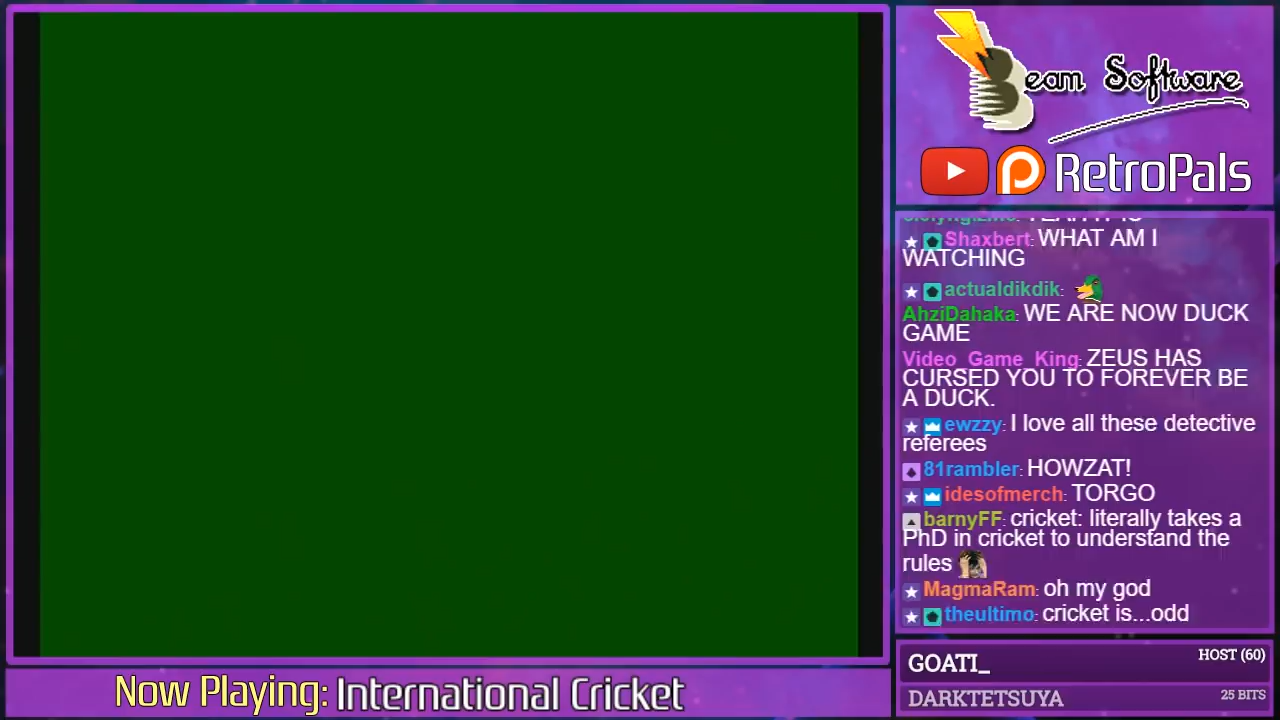 Beam Software
RetroPals
Shaxbert: WHAT AM I
WATCHING
actualdikdik:
AhziDahaka: WE ARE NOW DUCK
GAME
Video_Game_King: ZEUS HAS
CURSED YOU TO FOREVER BE
A DUCK.
ewzzy: I love all these detective
referees
81rambler: HOWZAT!
idesofmerch: TORGO
barnyFF: cricket: literally takes a
PhD in cricket to understand the
rules
MagmaRam: oh my god
theultimo: cricket is...odd
GOATI_ HOST (60)
DARKTETSUYA 25 BITS
Now Playing: International Cricket